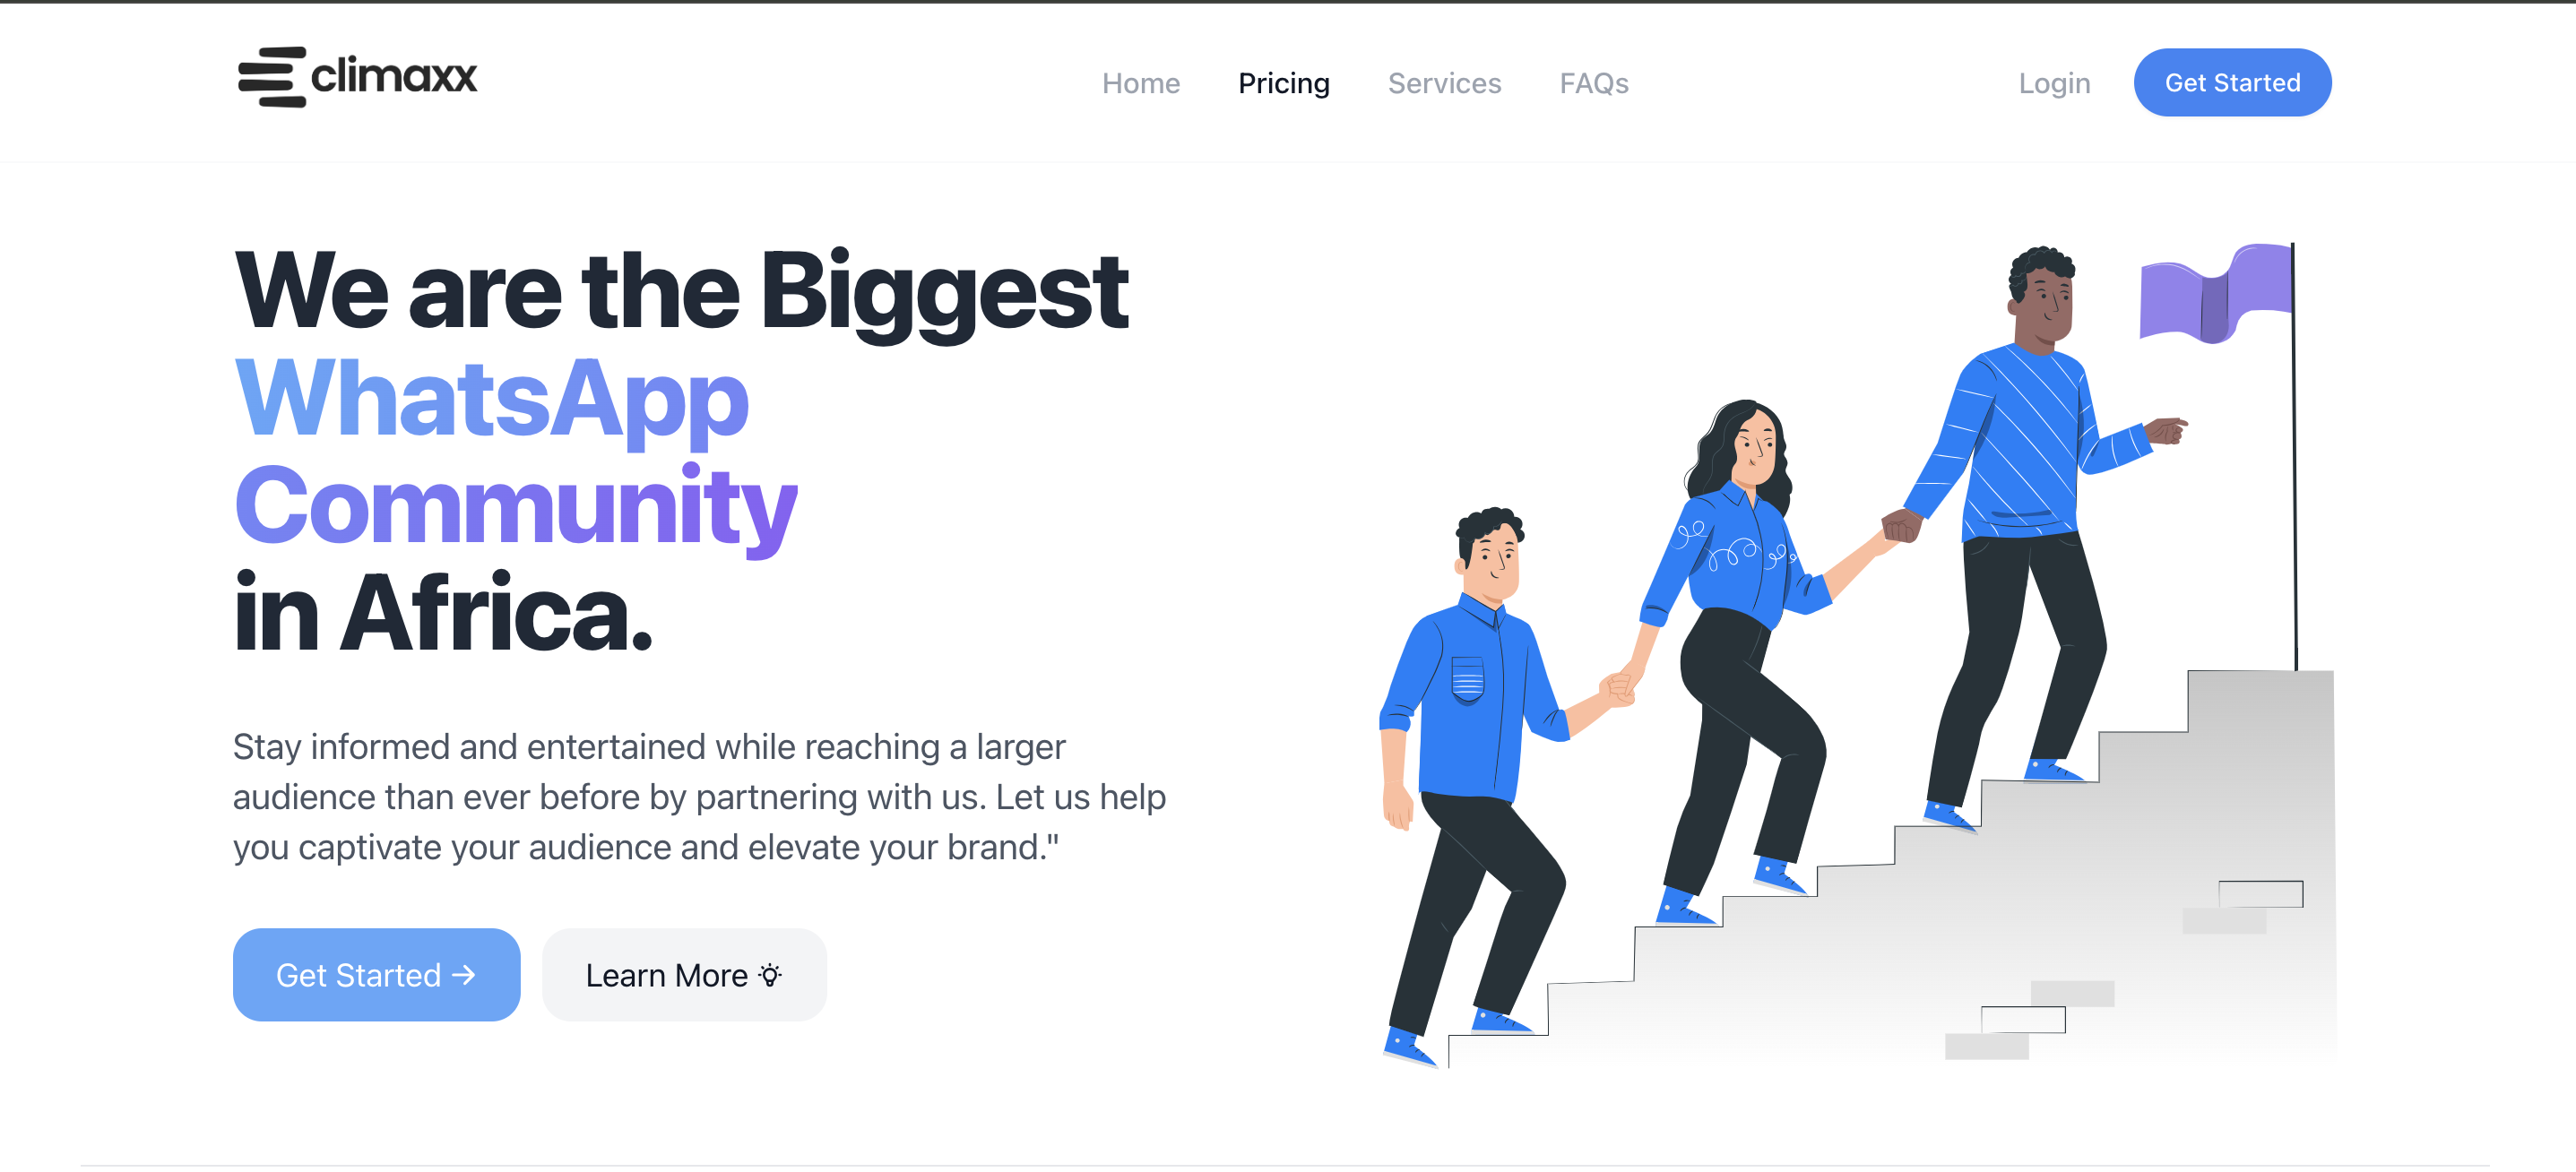 climaxx
Home
Pricing
Services
FAQs
Login
Get Started
We are the Biggest
WhatsApp
Community
in Africa.
Stay informed and entertained while reaching a larger
audience than ever before by partnering with us. Let us help
you captivate your audience and elevate your brand."
Get Started →
Learn More